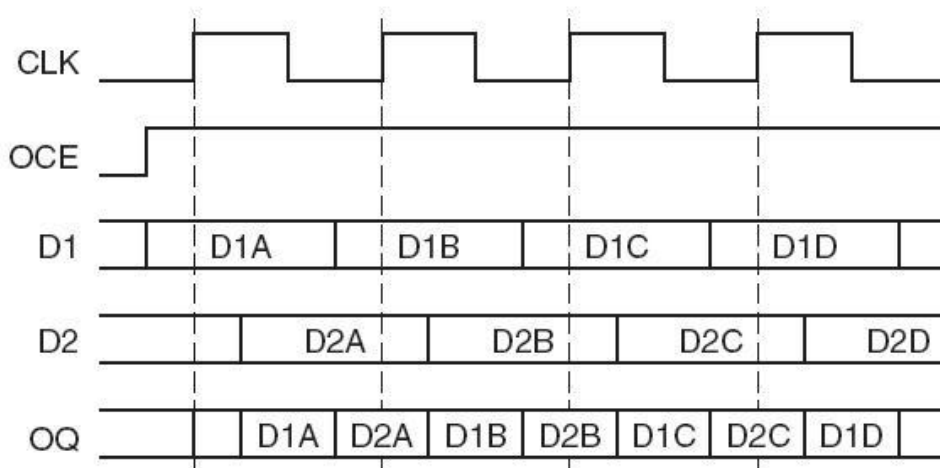 CLK
OCE
D1 D1A D1B D1C D1D
D2 D2A D2B D2C D2D
OQ D1A D2A D1B D2B D1C D2C D1D